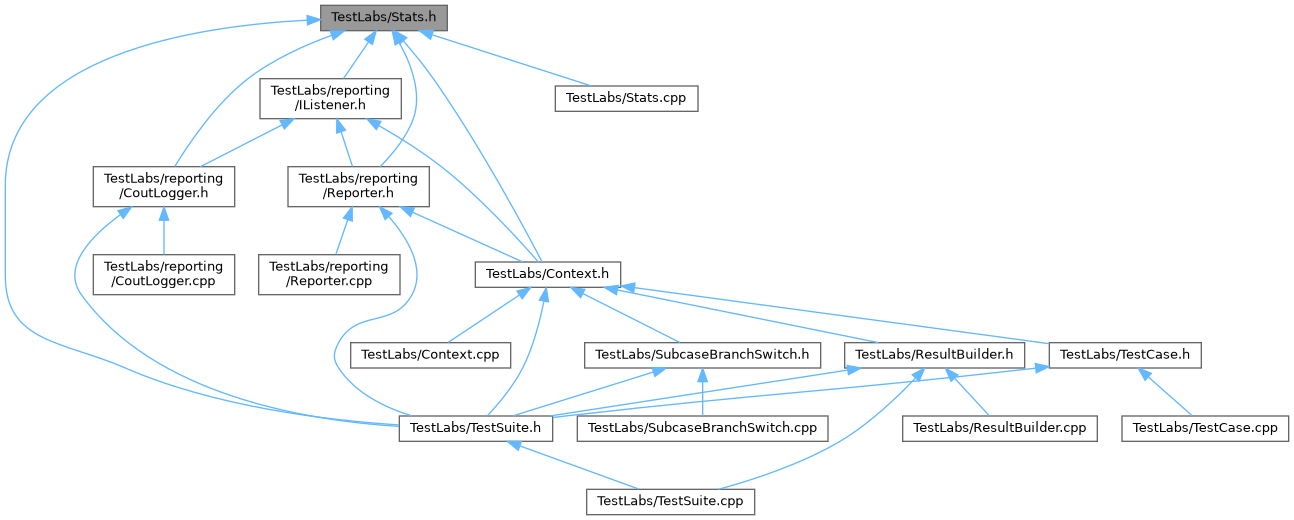 TestLabs/Stats.h
TestLabs/reporting
/IListener.h
TestLabs/Stats.cpp
TestLabs/reporting
/CoutLogger.h
TestLabs/reporting
/Reporter.h
TestLabs/reporting
/CoutLogger.cpp
TestLabs/reporting
/Reporter.cpp
TestLabs/Context.h
TestLabs/Context.cpp
TestLabs/SubcaseBranchSwitch.h
TestLabs/ResultBuilder.h
TestLabs/TestCase.h
TestLabs/TestSuite.h
TestLabs/SubcaseBranchSwitch.cpp
TestLabs/ResultBuilder.cpp
TestLabs/TestCase.cpp
TestLabs/TestSuite.cpp